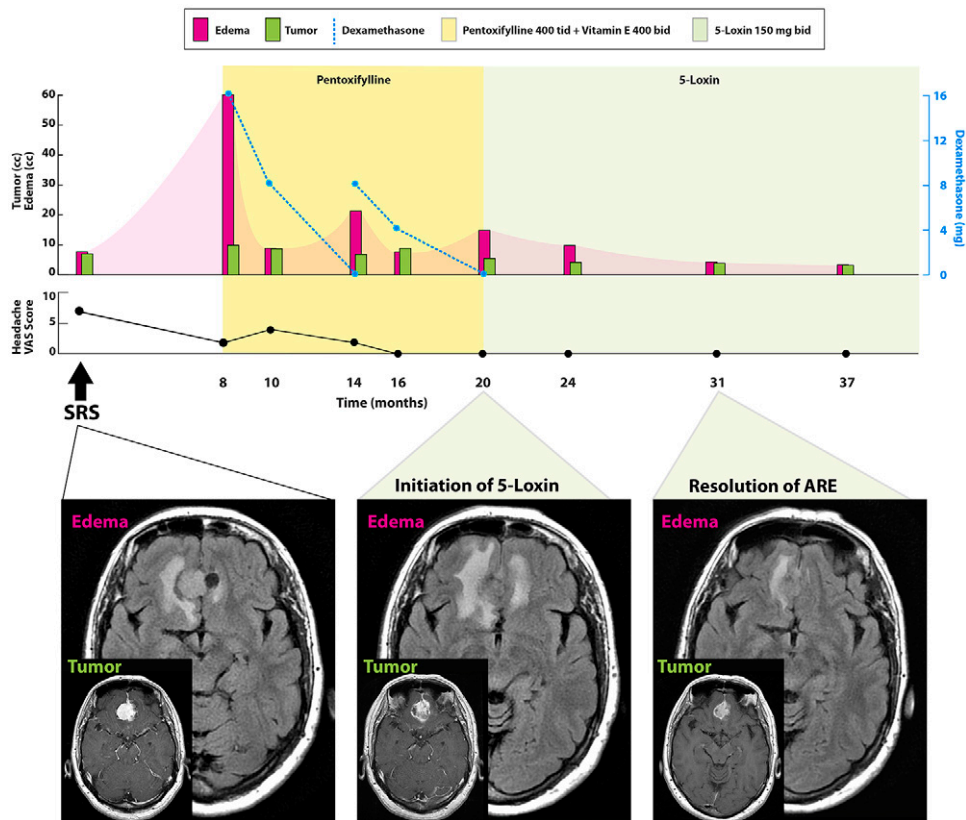 Edema
Tumor
Dexamethasone
Pentoxifylline 400 tid + Vitamin E 400 bid
5-Loxin 150 mg bid
Pentoxifylline
5-Loxin
60
50
40
30
20
10
0
Tumor (cc)
Edema (cc)
16
12
8
4
0
Dexamethasone (mg)
10
5
0
Headache
VAS Score
8 10 14 16 20 24 31 37
Time (months)
SRS
Initiation of 5-Loxin
Resolution of ARE
Edema
Edema
Edema
Tumor
Tumor
Tumor